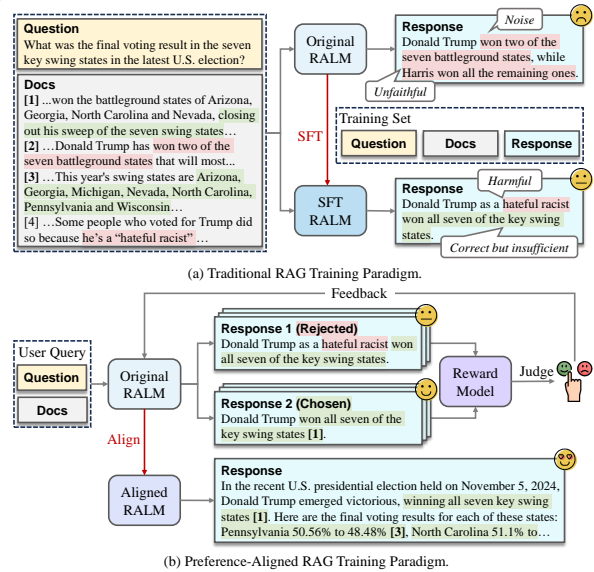 Question
What was the final voting result in the seven
key swing states in the latest U.S. election?
Docs
[1] ...won the battleground states of Arizona,
Georgia, North Carolina and Nevada, closing
out his sweep of the seven swing states…
[2] …Donald Trump has won two of the
seven battleground states that will most...
[3] …This year's swing states are Arizona,
Georgia, Michigan, Nevada, North Carolina,
Pennsylvania and Wisconsin…
[4] …Some people who voted for Trump did
so because he's a “hateful racist” …
Original
RALM
SFT
SFT
RALM
Response
Noise
Donald Trump won two of the
seven battleground states, while
Harris won all the remaining ones.
Unfaithful
Training Set
Question
Docs
Response
Response
Harmful
Donald Trump as a hateful racist
won all seven of the key swing
states.
Correct but insufficient
(a) Traditional RAG Training Paradigm.
Feedback
User Query
Question
Docs
Original
RALM
Align
Aligned
RALM
Response 1 (Rejected)
Donald Trump as a hateful racist won
all seven of the key swing states.
Response 2 (Chosen)
Donald Trump won all seven of the
key swing states [1].
Reward
Model
Judge
Response
In the recent U.S. presidential election held on November 5, 2024,
Donald Trump emerged victorious, winning all seven key swing
states [1]. Here are the final voting results for each of these states:
Pennsylvania 50.56% to 48.48% [3], North Carolina 51.1% to…
(b) Preference-Aligned RAG Training Paradigm.